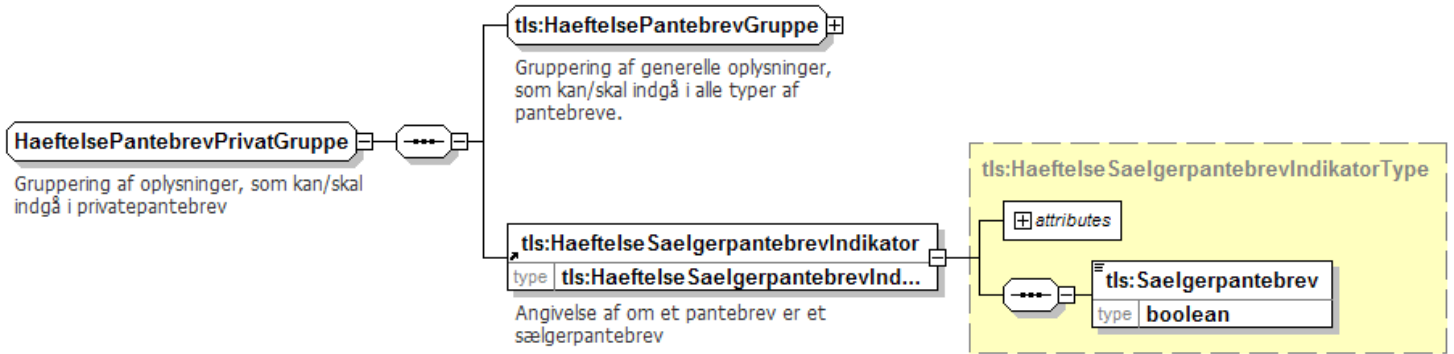 tls:HaeftelsePantebrevGruppe
Gruppering af generelle oplysninger,
som kan/skal indgå i alle typer af
pantebreve.
HaeftelsePantebrevPrivatGruppe
Gruppering af oplysninger, som kan/skal
indgå i privatepantebrev
tls:HaeftelseSaelgerpantebrevIndikatorType
attributes
tls:HaeftelseSaelgerpantebrevIndikator
type tls:HaeftelseSaelgerpantebrevInd...
Angivelse af om et pantebrev er et
sælgerpantebrev
tls:Saelgerpantebrev
type boolean